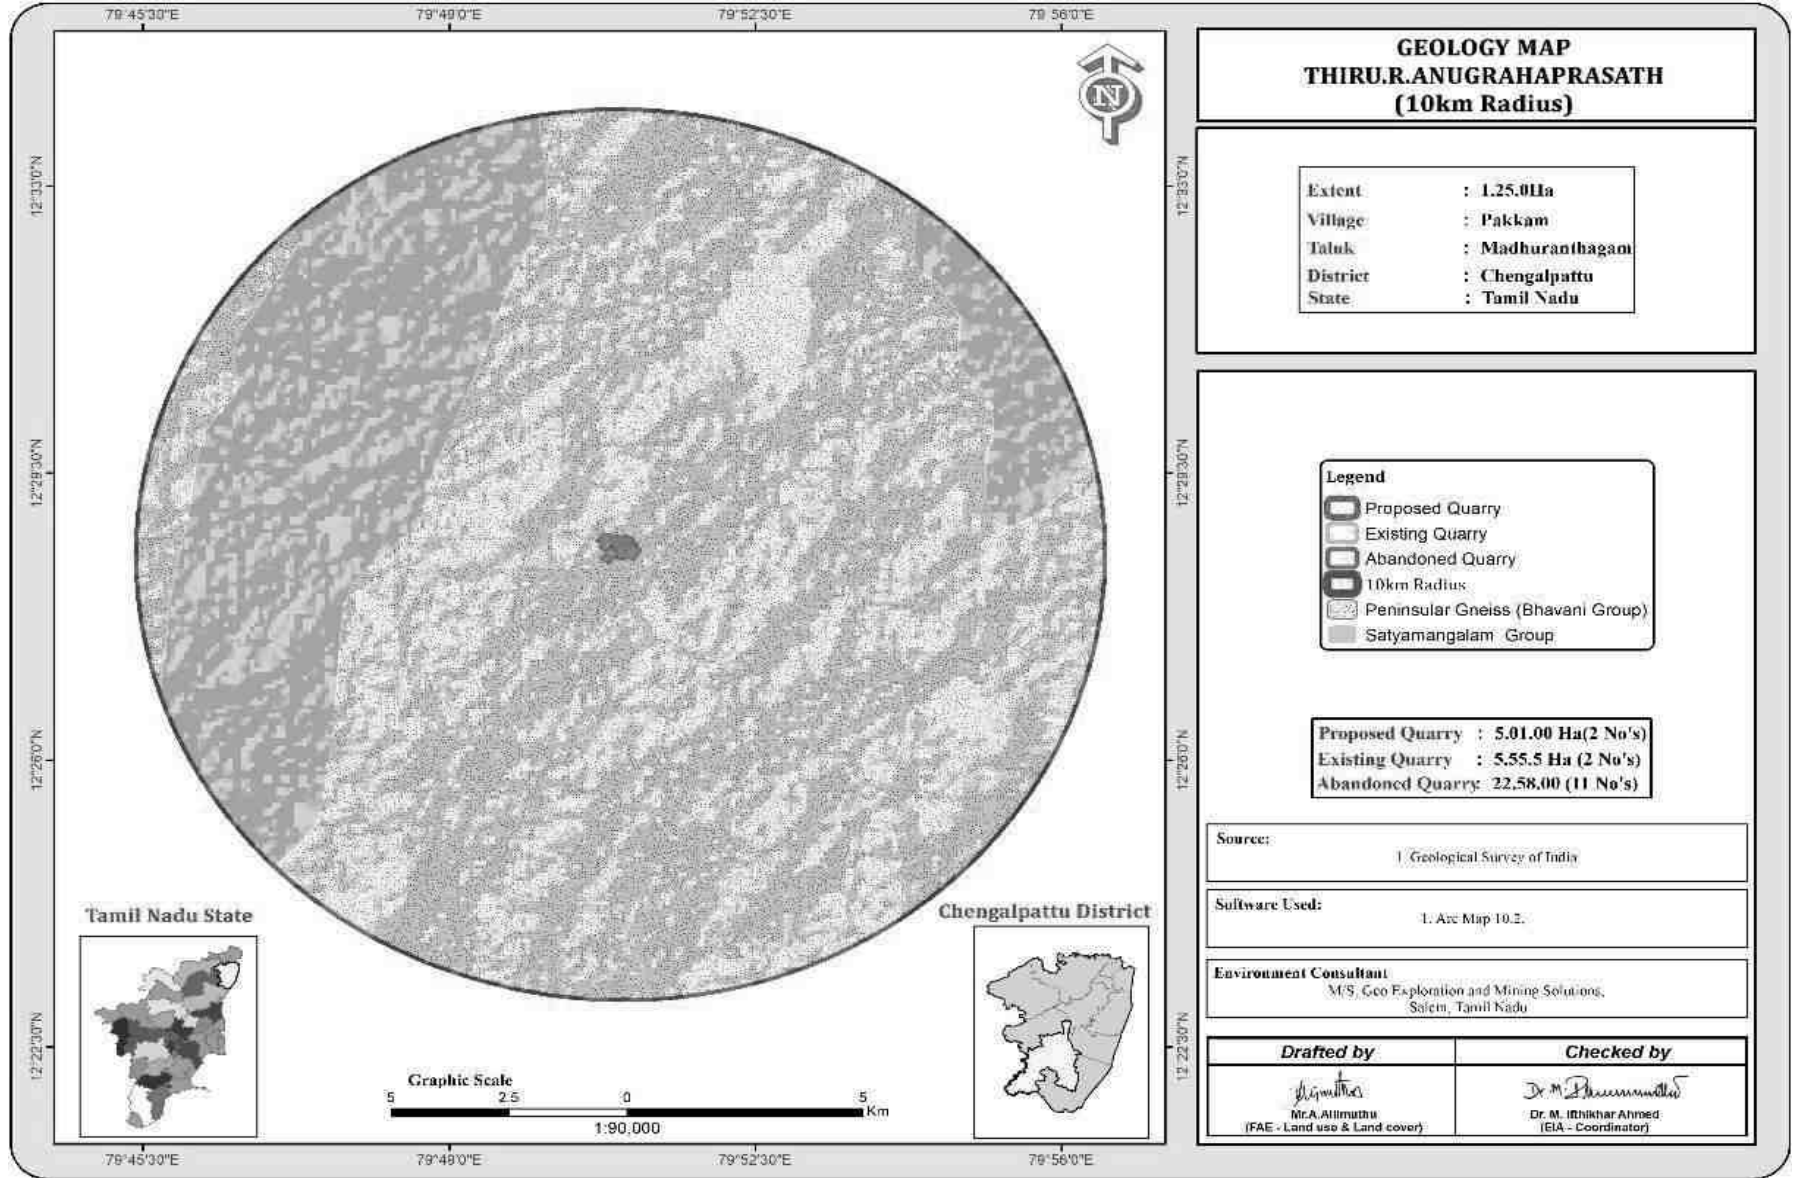 79°45'30"E 79°49'0"E 79°52'30"E 79°56'0"E
N
12°33'0"N
12°29'30"N
12°26'0"N
12°22'30"N
12°33'0"N
12°29'30"N
12°26'0"N
12°22'30"N
Tamil Nadu State
Chengalpattu District
Graphic Scale
5 2.5 0 5
Km
1:90,000
79°45'30"E 79°49'0"E 79°52'30"E 79°56'0"E
GEOLOGY MAP
THIRU.R.ANUGRAHAPRASATH
(10km Radius)
Extent : 1.25.0Ha
Village : Pakkam
Taluk : Madhuranthagam
District : Chengalpattu
State : Tamil Nadu
Legend
Proposed Quarry
Existing Quarry
Abandoned Quarry
10km Radius
Peninsular Gneiss (Bhavani Group)
Satyamangalam Group
Proposed Quarry : 5.01.00 Ha(2 No's)
Existing Quarry : 5.55.5 Ha (2 No's)
Abandoned Quarry: 22.58.00 (11 No's)
Source:
1. Geological Survey of India
Software Used:
1. Arc Map 10.2.
Environment Consultant
M/S. Geo Exploration and Mining Solutions,
Salem, Tamil Nadu
Drafted by Checked by
Mr.A.Allimuthu
(FAE - Land use & Land cover)
Dr. M. Ifthikhar Ahmed
(EIA - Coordinator)